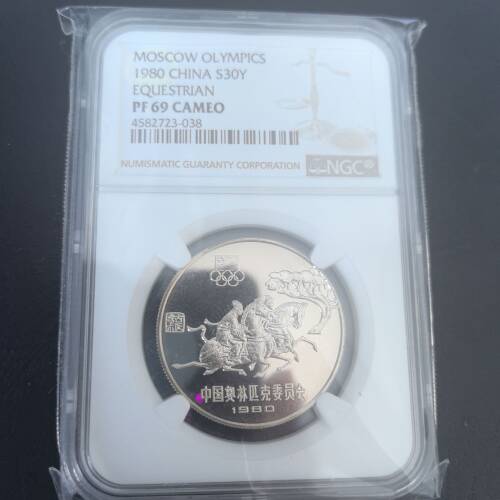 MOSCOW OLYMPICS
1980 CHINA S30Y
EQUESTRIAN
PF 69 CAMEO
4582723-038
NUMISMATIC GUARANTY CORPORATION
NGC®
中国奥林匹克委员会
1980